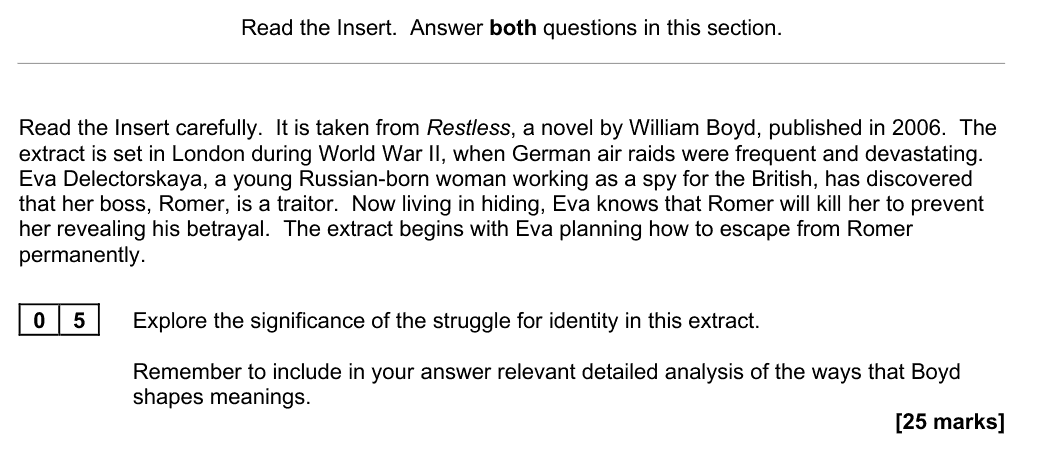 Read the Insert. Answer both questions in this section.
Read the Insert carefully. It is taken from Restless, a novel by William Boyd, published in 2006. The
extract is set in London during World War II, when German air raids were frequent and devastating.
Eva Delectorskaya, a young Russian-born woman working as a spy for the British, has discovered
that her boss, Romer, is a traitor. Now living in hiding, Eva knows that Romer will kill her to prevent
her revealing his betrayal. The extract begins with Eva planning how to escape from Romer
permanently.
0 5 Explore the significance of the struggle for identity in this extract.
Remember to include in your answer relevant detailed analysis of the ways that Boyd
shapes meanings.
[25 marks]